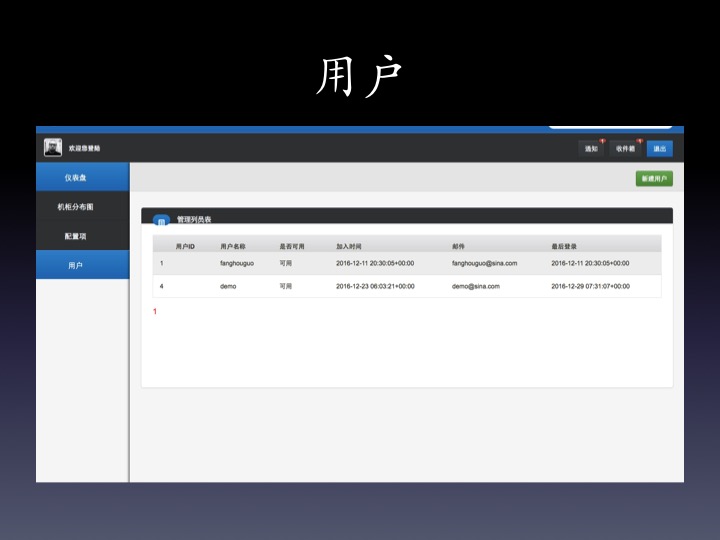 用户
欢迎您登陆
通知 收件箱 退出
仪表盘
新建用户
机柜分布图
管理列员表
配置项
用户ID 用户名称 是否可用 加入时间 邮件 最后登录
用户
1 fanghouguo 可用 2016-12-11 20:30:05+00:00 fanghouguo@sina.com 2016-12-11 20:30:05+00:00
4 demo 可用 2016-12-23 06:03:21+00:00 demo@sina.com 2016-12-29 07:31:07+00:00
1